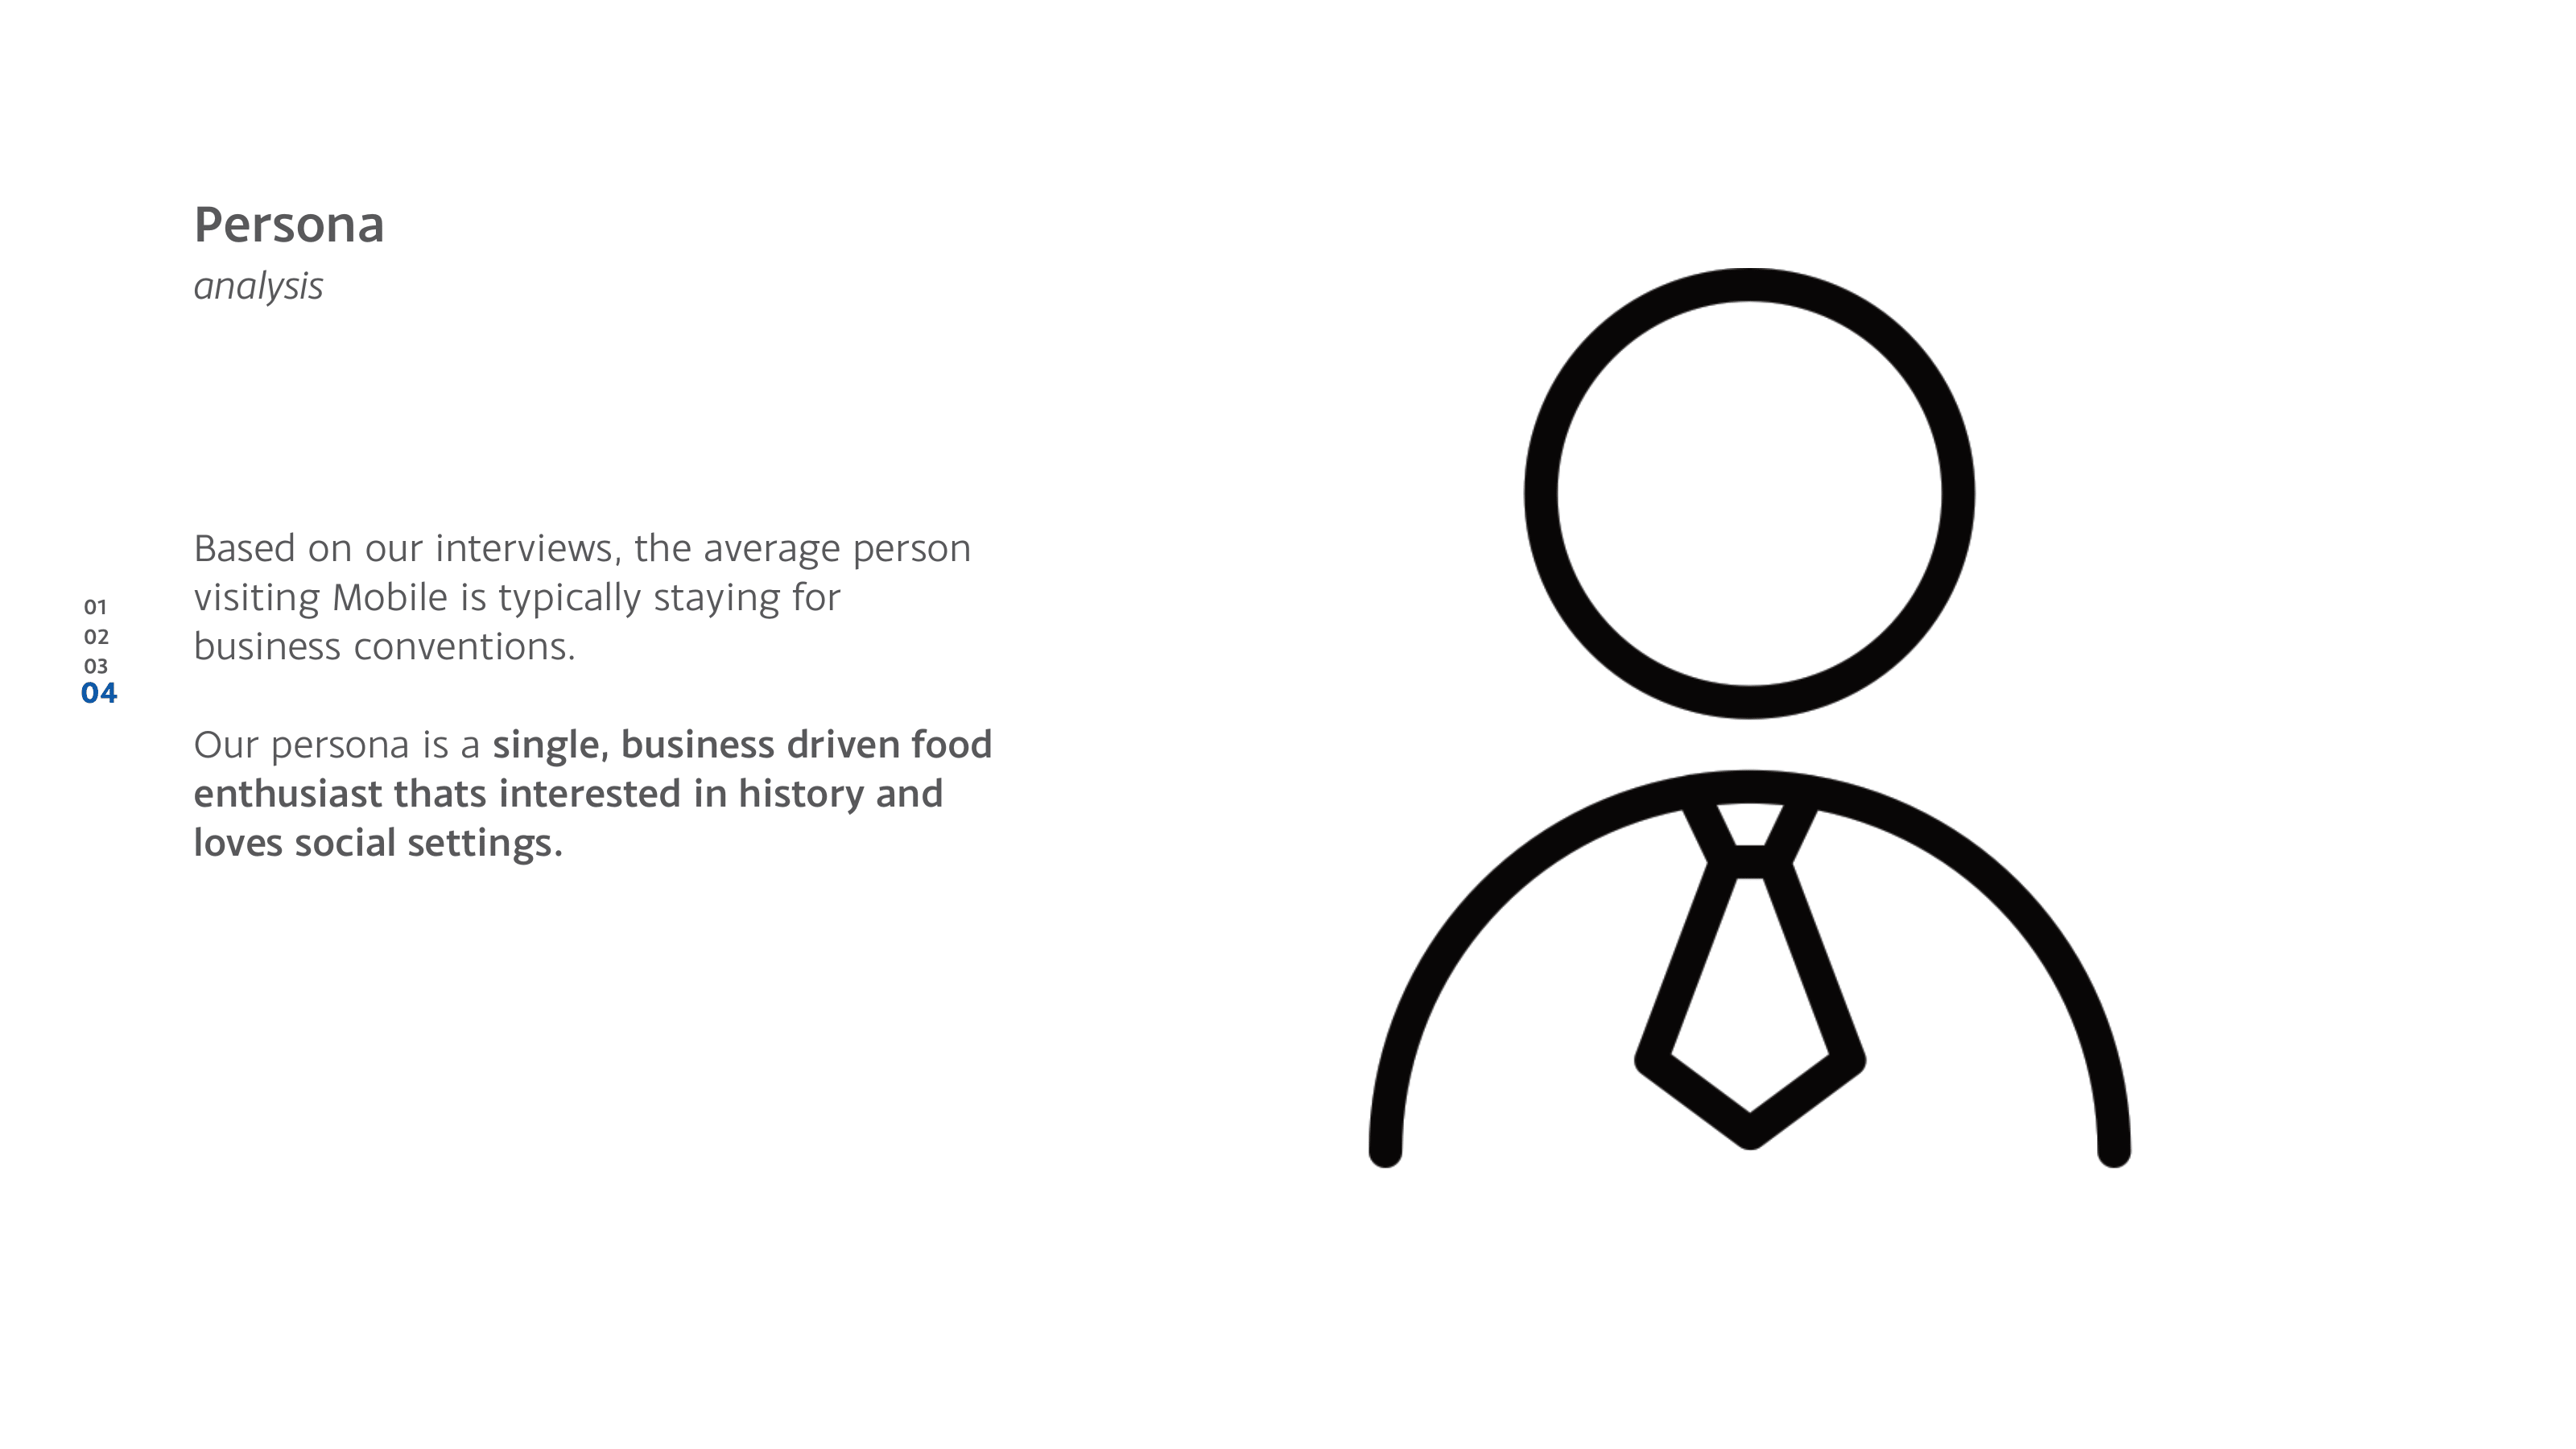 Persona
analysis
Based on our interviews, the average person
visiting Mobile is typically staying for
business conventions.
01
02
03
04
Our persona is a single, business driven food
enthusiast thats interested in history and
loves social settings.